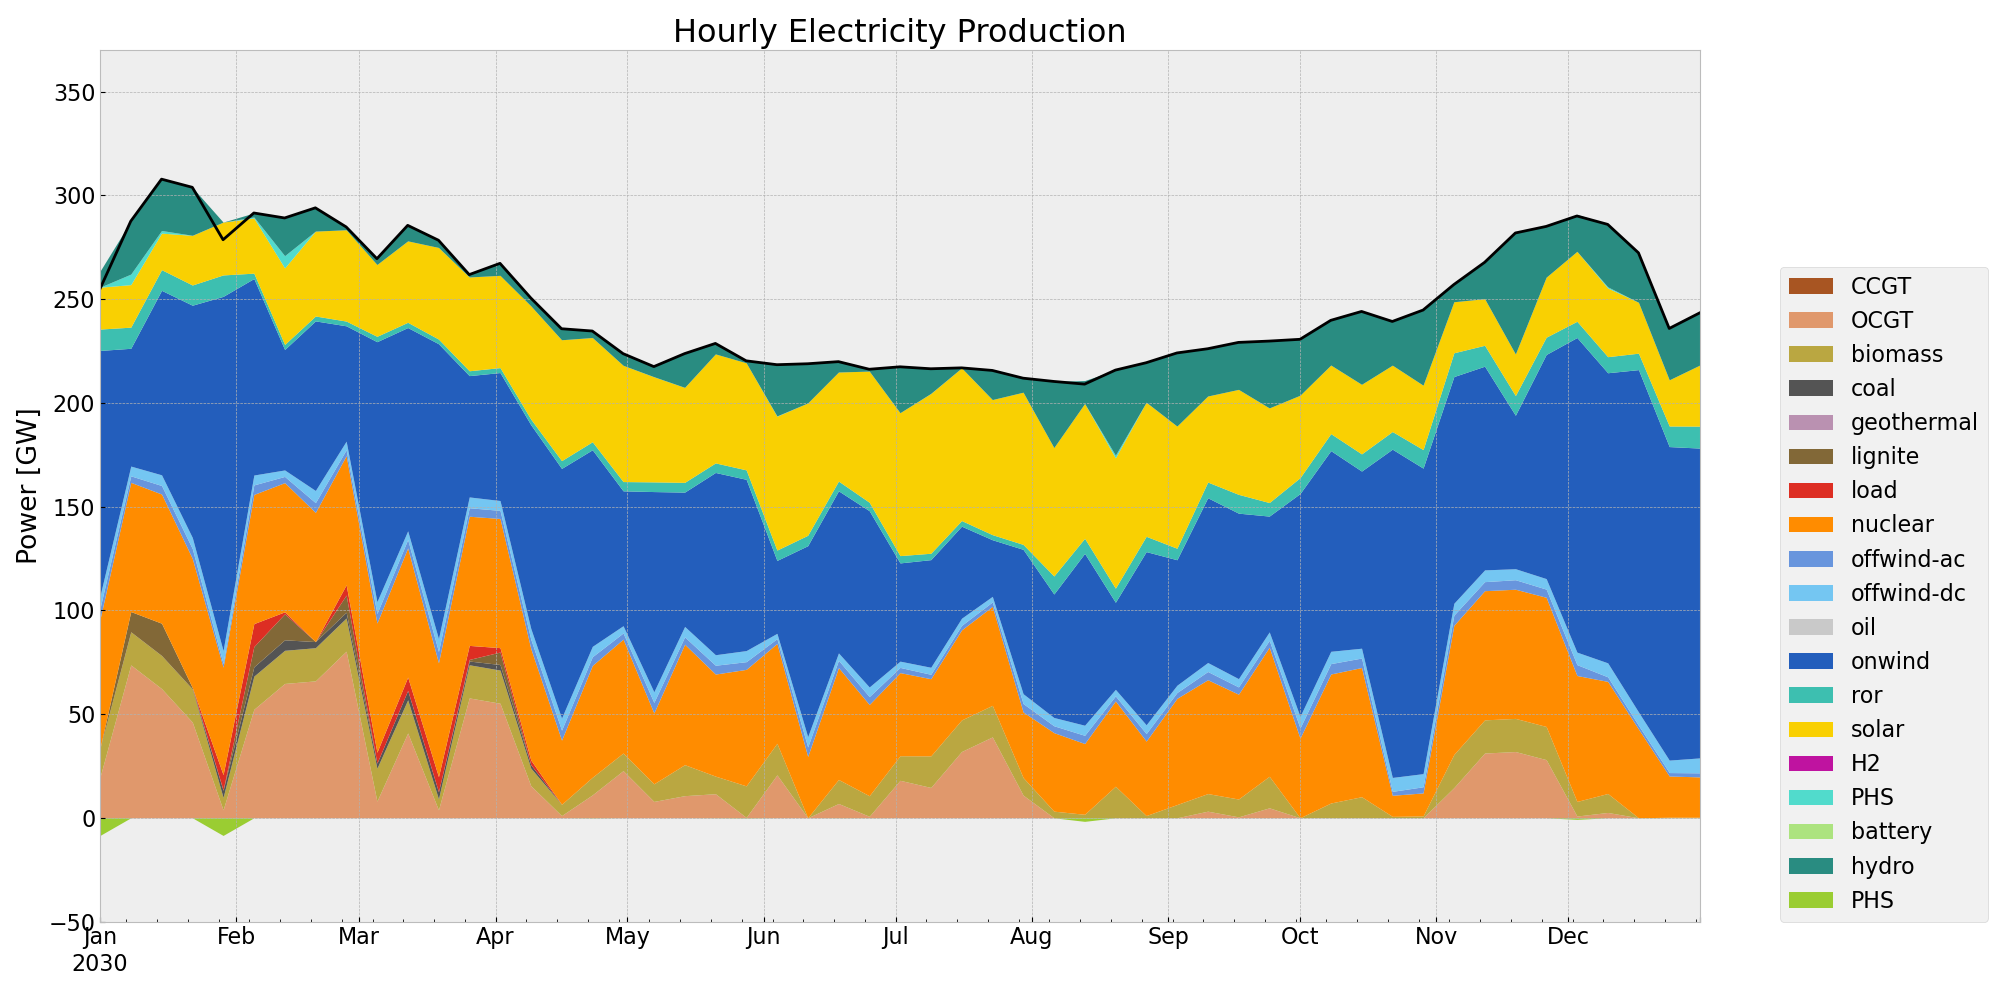 Hourly Electricity Production
Power [GW]
350
300
250
200
150
100
50
0
−50
Jan Feb Mar Apr May Jun Jul Aug Sep Oct Nov Dec
2030
CCGT
OCGT
biomass
coal
geothermal
lignite
load
nuclear
offwind-ac
offwind-dc
oil
onwind
ror
solar
H2
PHS
battery
hydro
PHS